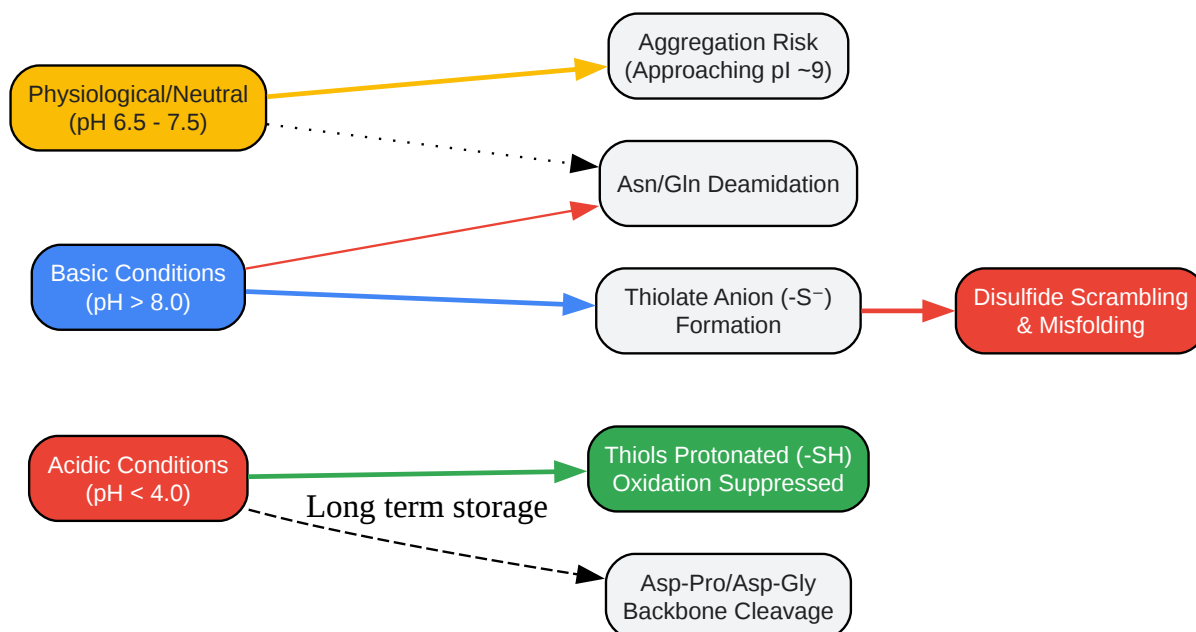 Physiological/Neutral
(pH 6.5 - 7.5)
Aggregation Risk
(Approaching pI ~9)
Asn/Gln Deamidation
Basic Conditions
(pH > 8.0)
Thiolate Anion (-S⁻)
Formation
Disulfide Scrambling
& Misfolding
Acidic Conditions
(pH < 4.0)
Thiols Protonated (-SH)
Oxidation Suppressed
Long term storage
Asp-Pro/Asp-Gly
Backbone Cleavage